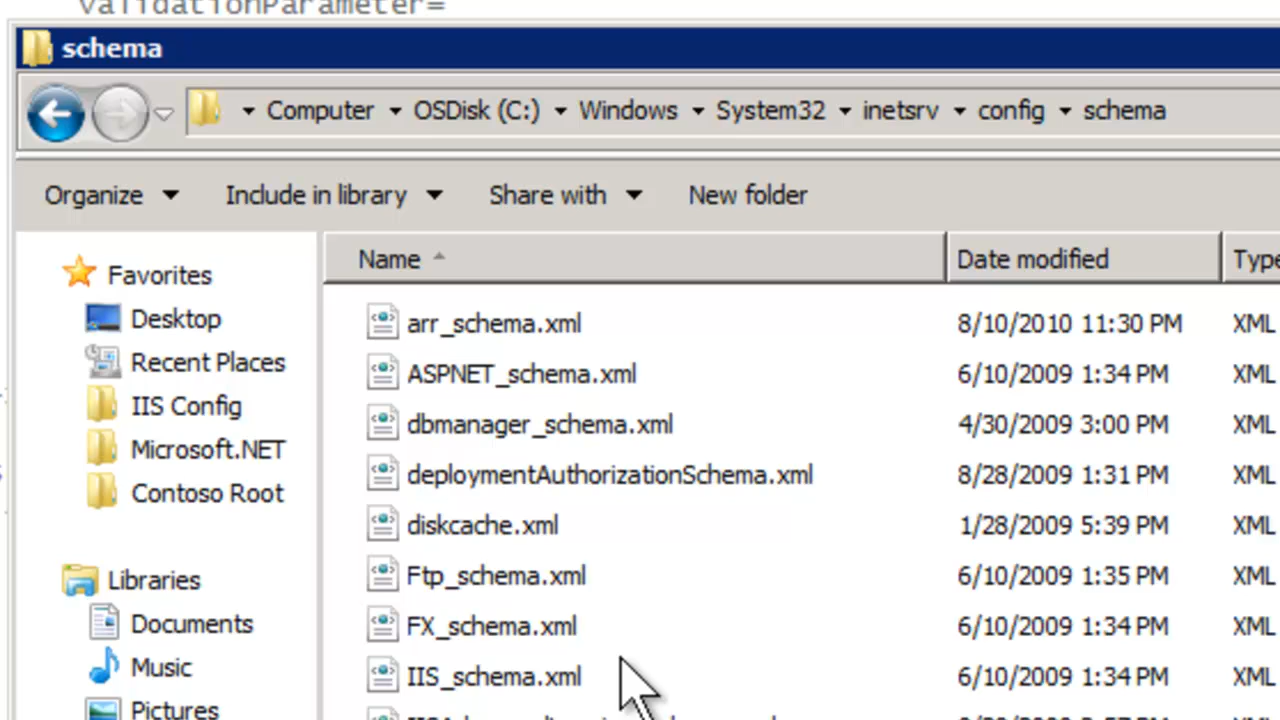 validationParameter=
schema
Computer OSDisk (C:) Windows System32 inetsrv config schema
Organize Include in library Share with New folder
Name Date modified Type
Favorites
Desktop
Recent Places
IIS Config
Microsoft.NET
Contoso Root
Libraries
Documents
Music
Pictures
arr_schema.xml 8/10/2010 11:30 PM XML
ASPNET_schema.xml 6/10/2009 1:34 PM XML
dbmanager_schema.xml 4/30/2009 3:00 PM XML
deploymentAuthorizationSchema.xml 8/28/2009 1:31 PM XML
diskcache.xml 1/28/2009 5:39 PM XML
Ftp_schema.xml 6/10/2009 1:35 PM XML
FX_schema.xml 6/10/2009 1:34 PM XML
IIS_schema.xml 6/10/2009 1:34 PM XML